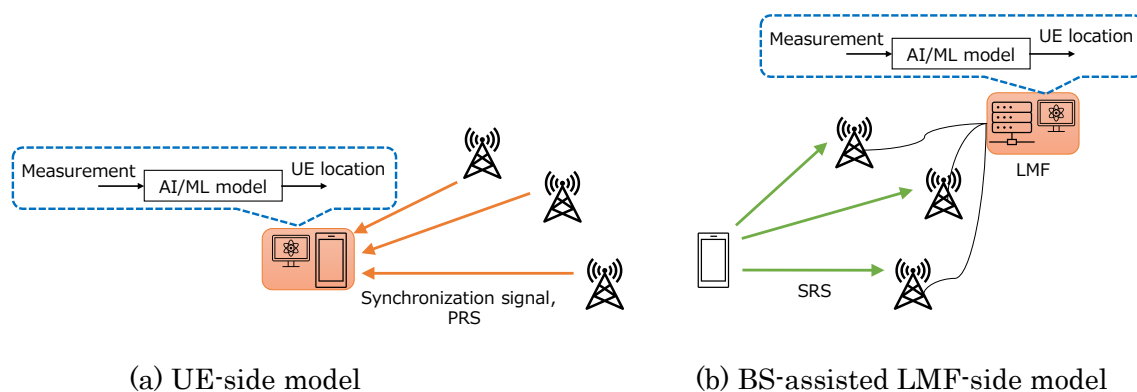 Measurement
UE location
AI/ML model
Synchronization signal,
PRS
(a) UE-side model
Measurement
UE location
AI/ML model
LMF
SRS
(b) BS-assisted LMF-side model